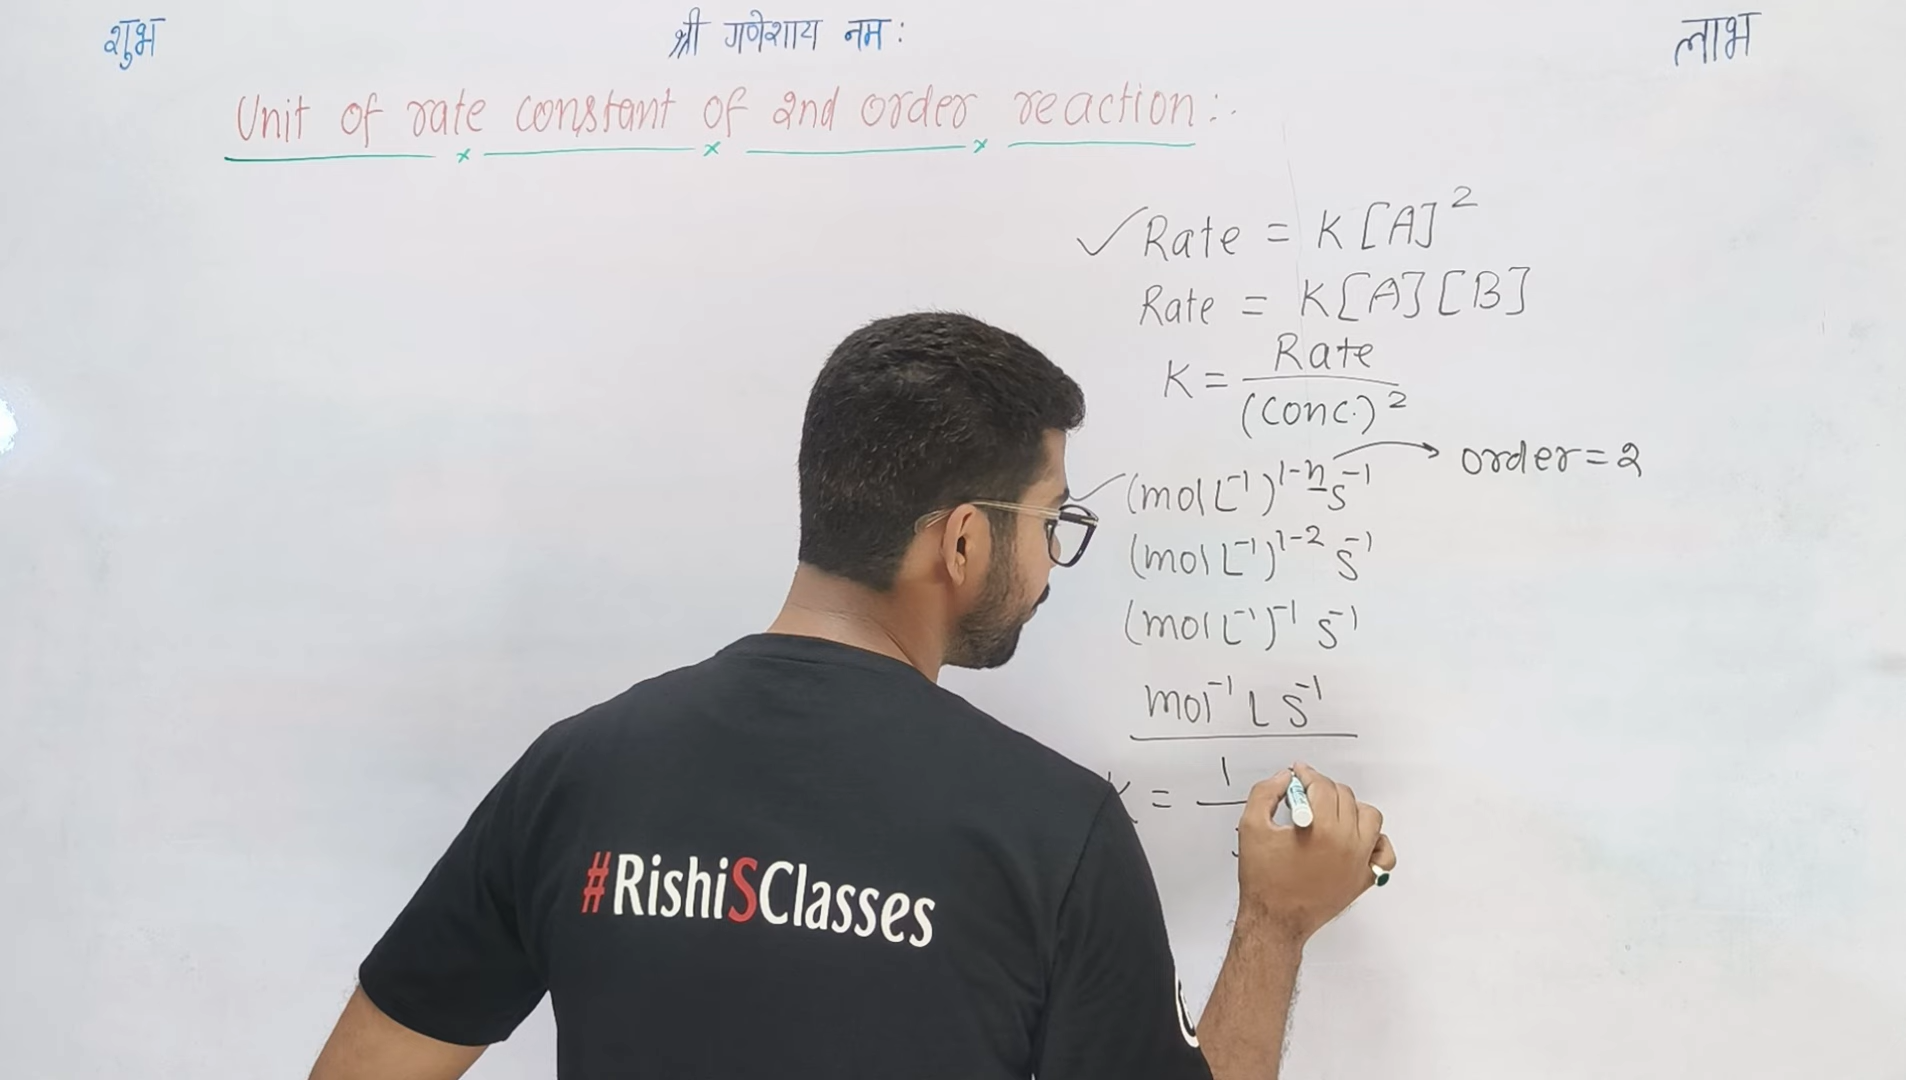 शुभ श्री गणेशाय नमः लाभ
Unit of rate constant of 2nd order reaction:-
✓ Rate = K[A]²
Rate = K[A][B]
K = Rate / (Conc.)²
(mol L⁻¹)¹⁻ⁿ s⁻¹ → order = 2
(mol L⁻¹)¹⁻² s⁻¹
(mol L⁻¹)⁻¹ s⁻¹
mol⁻¹ L s⁻¹
= 1
#RishiSClasses